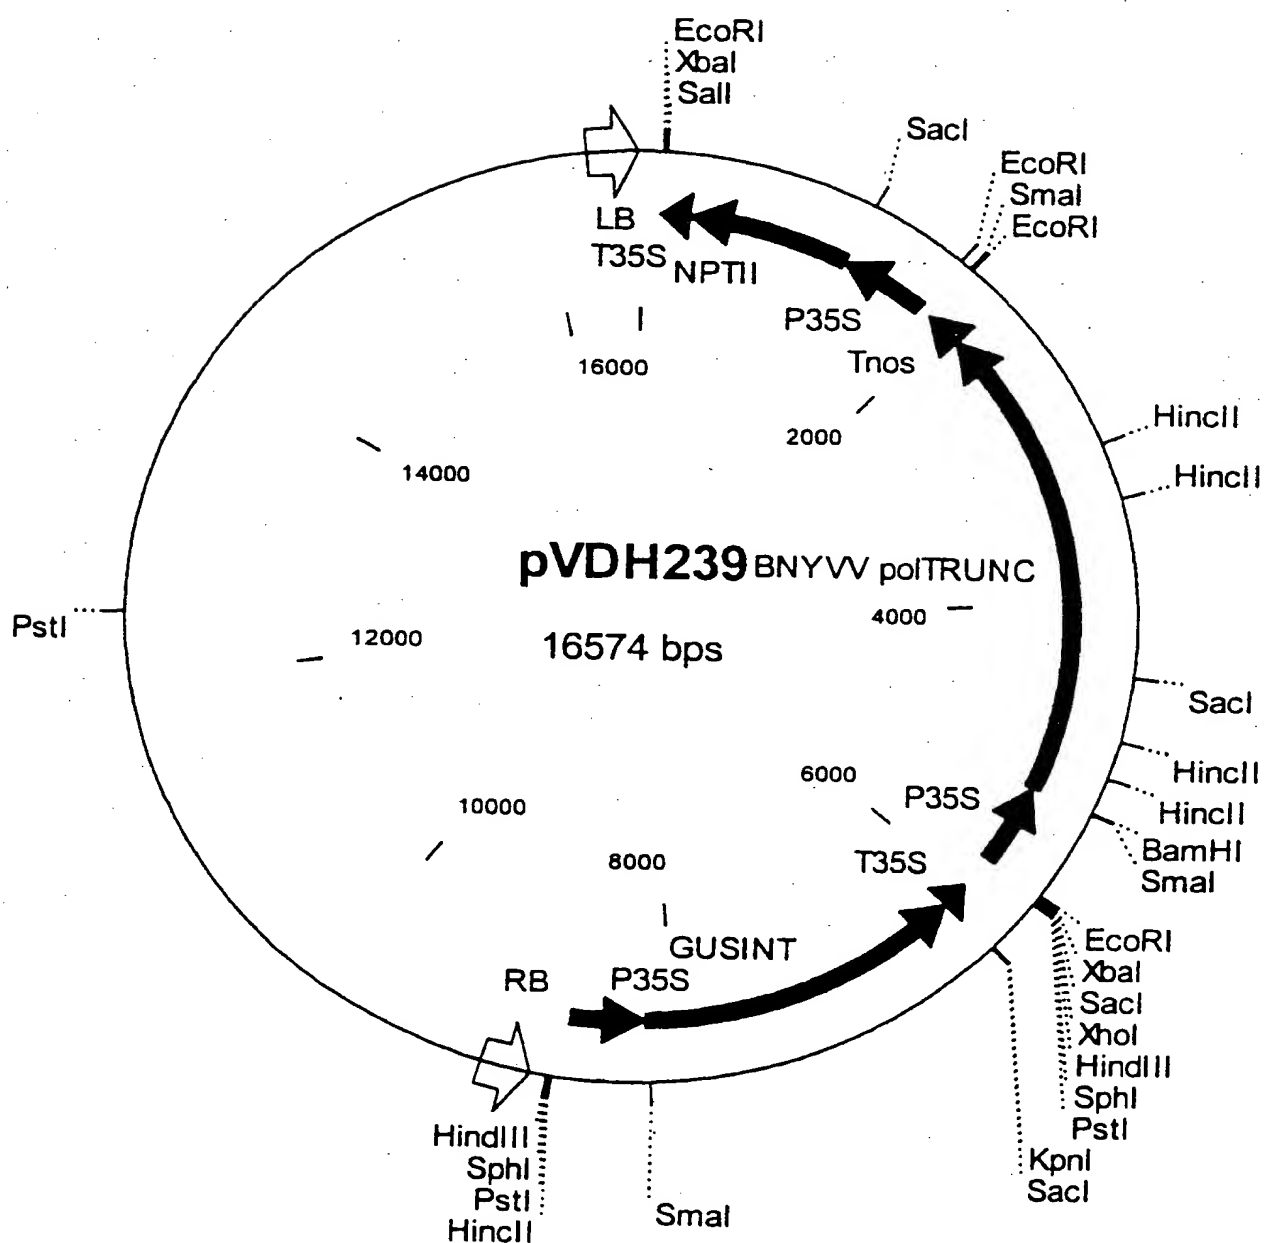 EcoRI
XbaI
SalI
SacI
EcoRI
SmaI
EcoRI
LB
T35S
NPTII
P35S
Tnos
16000
2000
14000
HincII
HincII
pVDH239 BNYVV polTRUNC
4000
PstI
12000
16574 bps
SacI
HincII
HincII
BamHI
SmaI
6000
P35S
10000
8000
T35S
GUSINT
RB
P35S
EcoRI
XbaI
SacI
XhoI
HindIII
SphI
PstI
KpnI
SacI
HindIII
SphI
PstI
HincII
SmaI